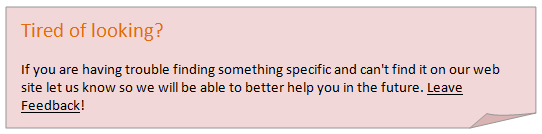 Tired of looking?
If you are having trouble finding something specific and can't find it on our web
site let us know so we will be able to better help you in the future. Leave
Feedback!